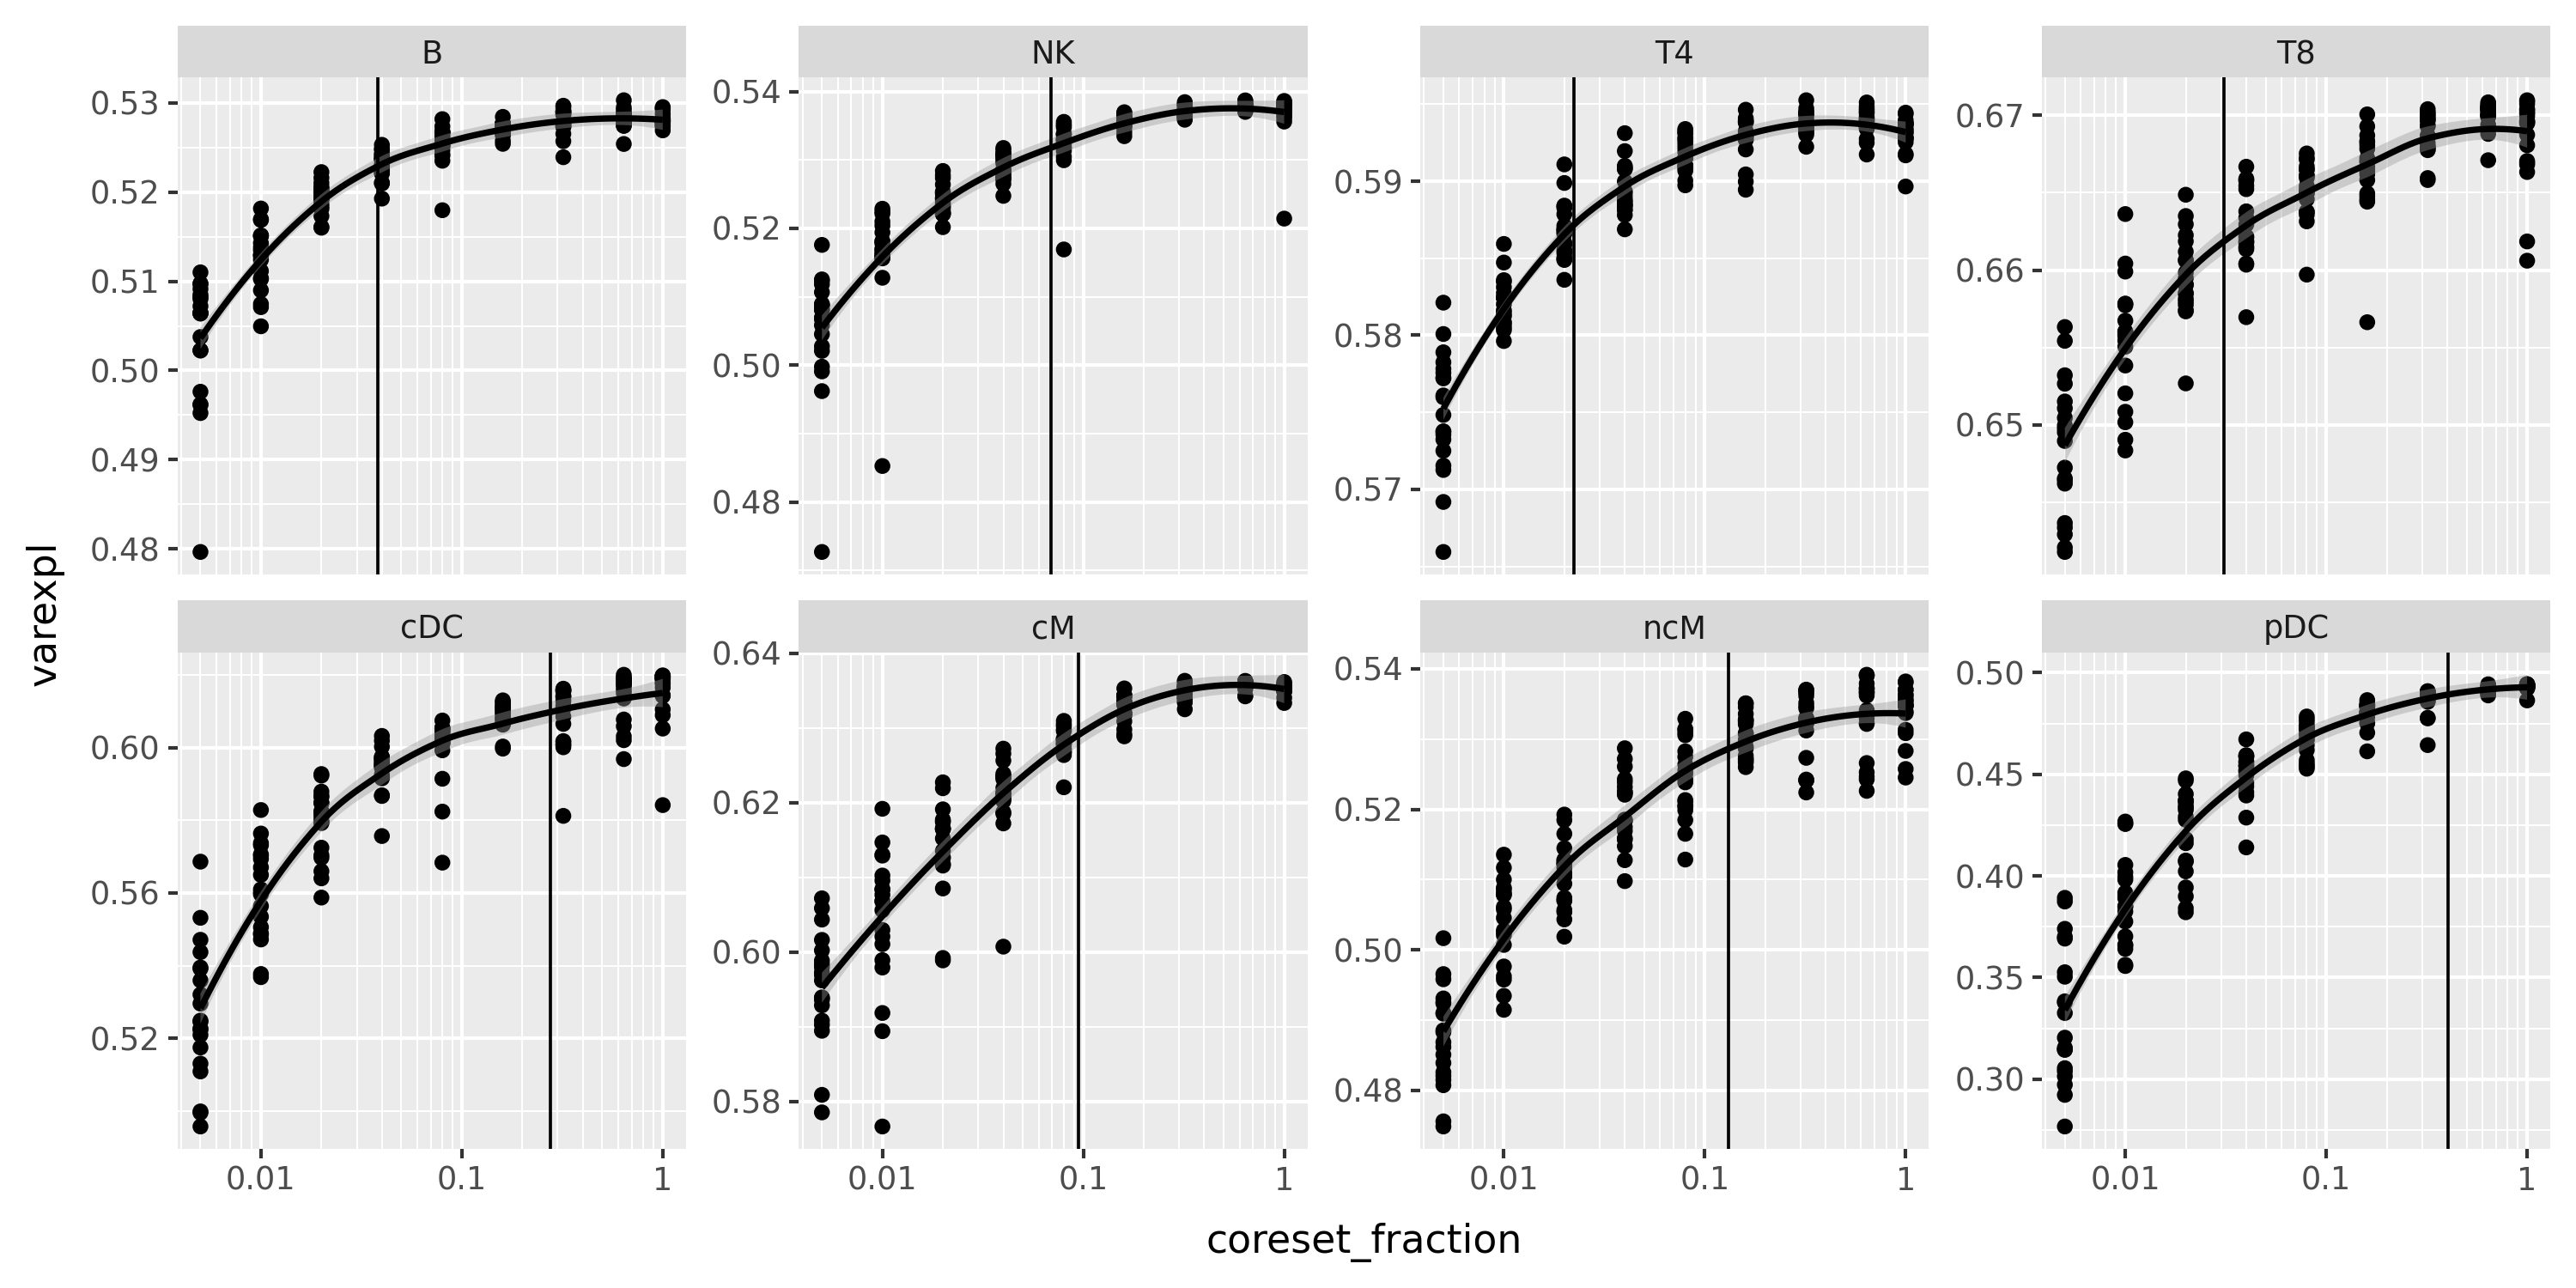 B NK T4 T8
0.53 0.54 0.67
0.52 0.52 0.59 0.66
0.51
0.50 0.50 0.58 0.65
0.49 0.57
0.48 0.48
varexpl
cDC cM ncM pDC
0.60 0.64 0.54 0.50
0.56 0.62 0.52 0.45
0.52 0.60 0.50 0.40
0.58 0.48 0.35
0.30
0.01 0.1 1 0.01 0.1 1 0.01 0.1 1 0.01 0.1 1
coreset_fraction